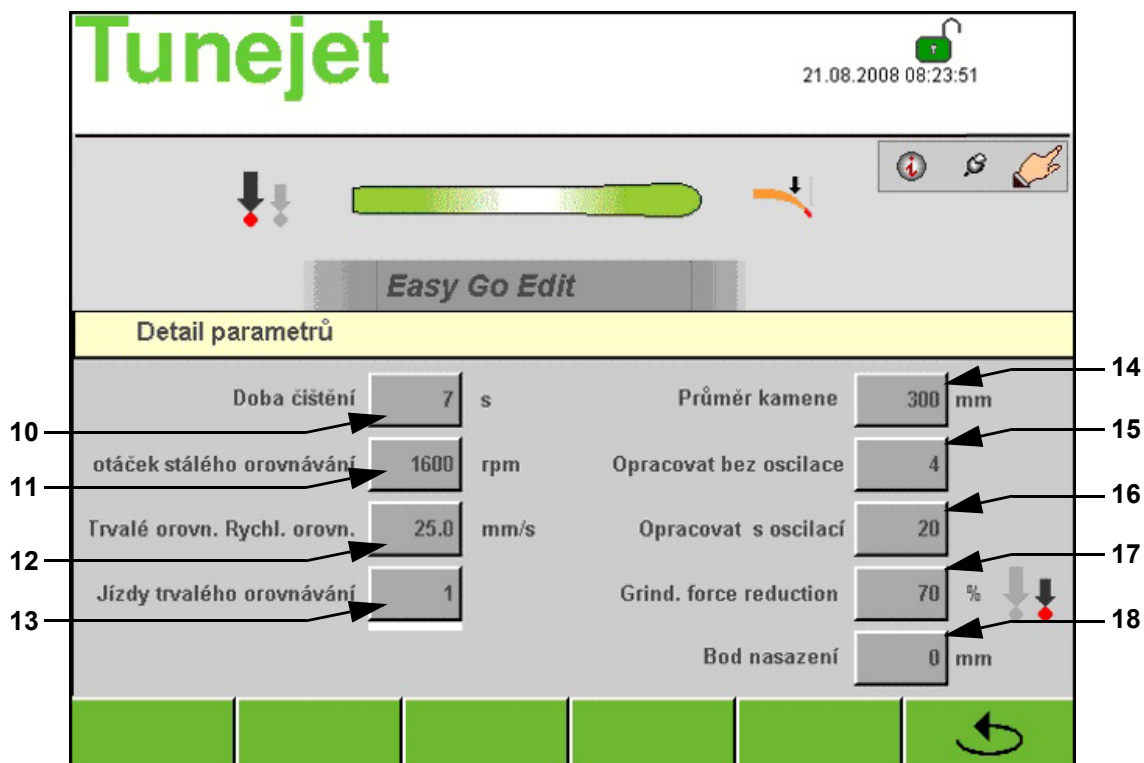 Tunejet
21.08.2008 08:23:51
Easy Go Edit
Detail parametrů
10 Doba čištění 7 s
11 otáček stálého orovnávání 1600 rpm
12 Trvalé orovn. Rychl. orovn. 25.0 mm/s
13 Jízdy trvalého orovnávání 1
Průměr kamene 300 mm 14
Opracovat bez oscilace 4 15
Opracovat s oscilací 20 16
Grind. force reduction 70 % 17
Bod nasazení 0 mm 18